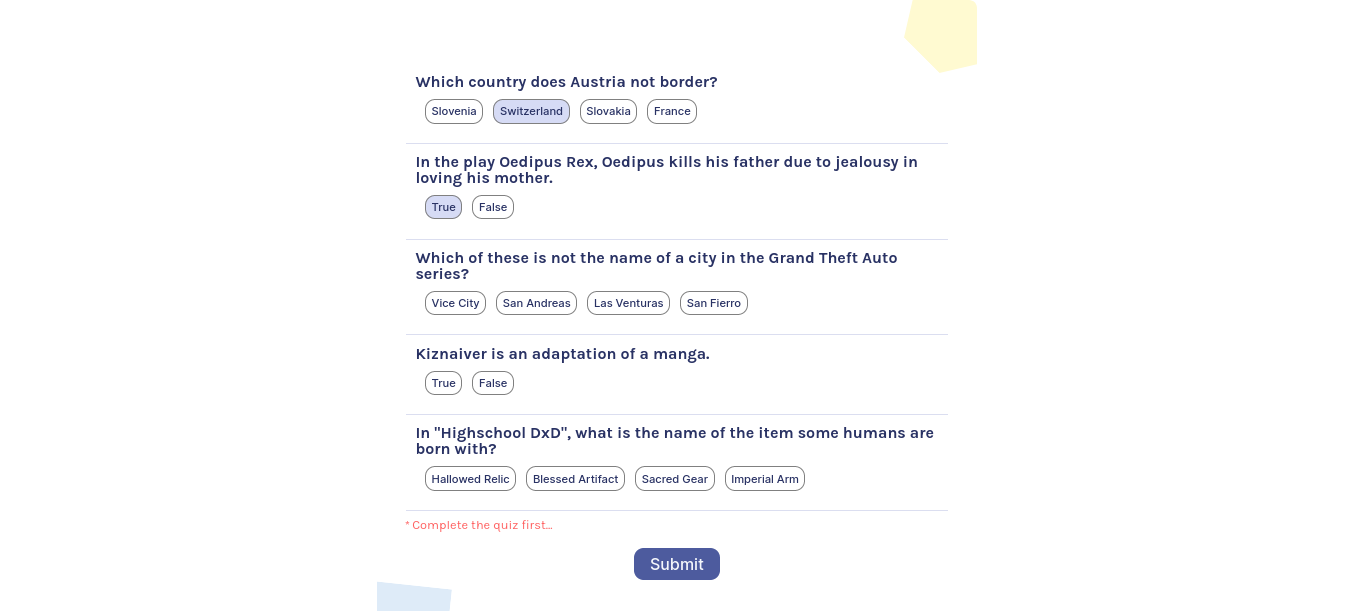 Which country does Austria not border?
Slovenia Switzerland Slovakia France
In the play Oedipus Rex, Oedipus kills his father due to jealousy in
loving his mother.
True False
Which of these is not the name of a city in the Grand Theft Auto
series?
Vice City San Andreas Las Venturas San Fierro
Kiznaiver is an adaptation of a manga.
True False
In "Highschool DxD", what is the name of the item some humans are
born with?
Hallowed Relic Blessed Artifact Sacred Gear Imperial Arm
* Complete the quiz first...
Submit